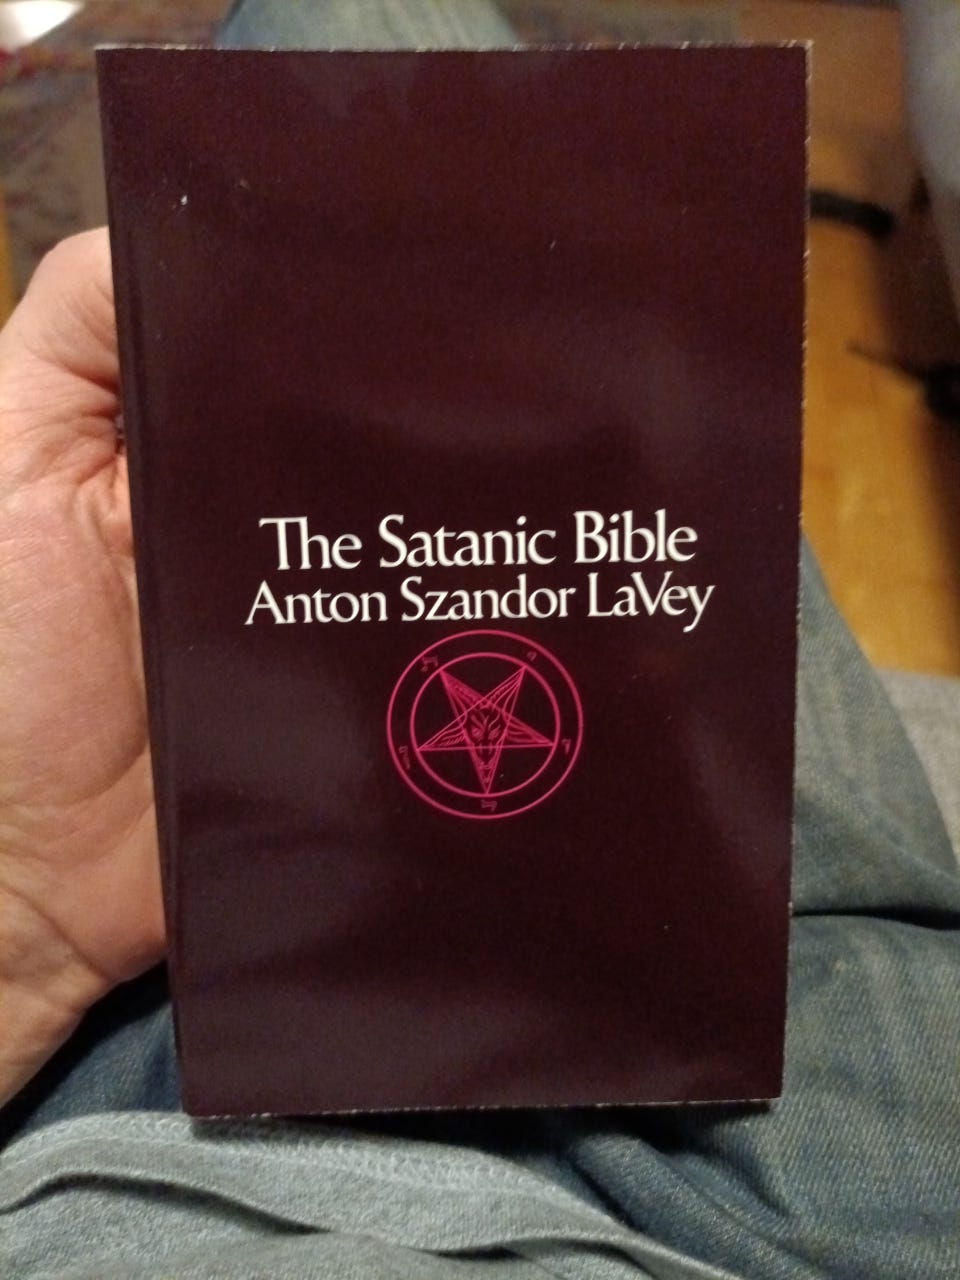 The Satanic Bible
Anton Szandor LaVey